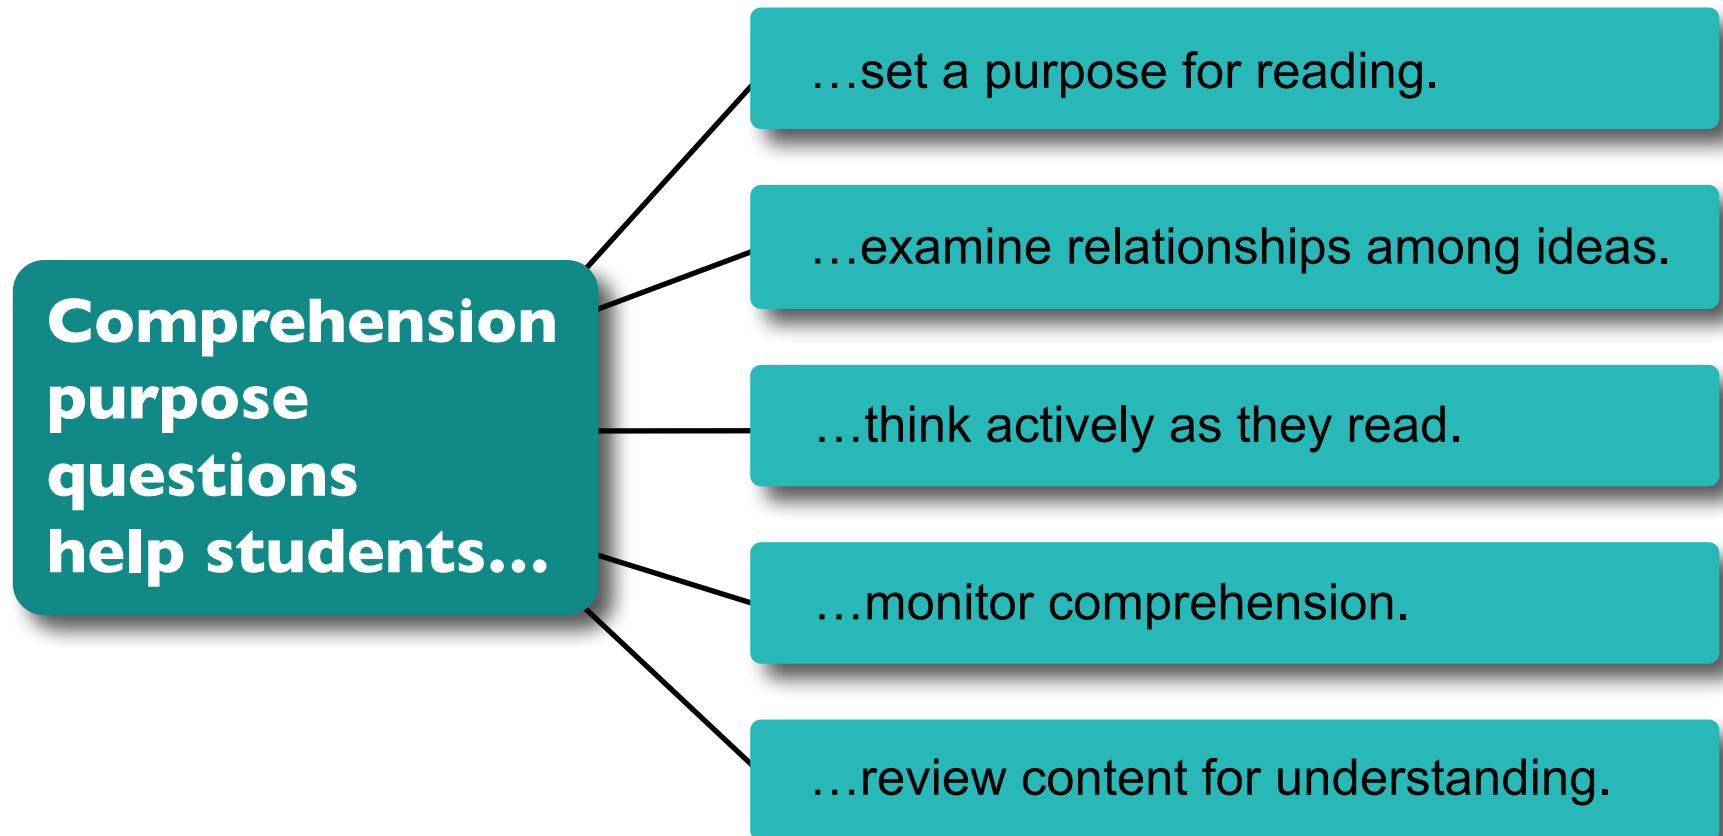 Comprehension
purpose
questions
help students…
…set a purpose for reading.
…examine relationships among ideas.
…think actively as they read.
…monitor comprehension.
…review content for understanding.